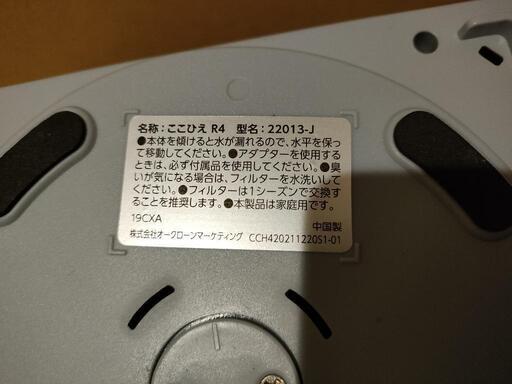 名称:ここひえ R4 型名:22013-J
●本体を傾けると水が漏れるので、水平を保っ
て移動してください。●アダプターを使用する
ときは、必ず付属品を使用してください。●臭
いが気になる場合は、フィルターを水洗いしてく
ださい。●フィルターは1シーズンで交換す
ることを推奨します。●本製品は家庭用です。
19CXA 中国製
株式会社オークローンマーケティング CCH420211220S1-01